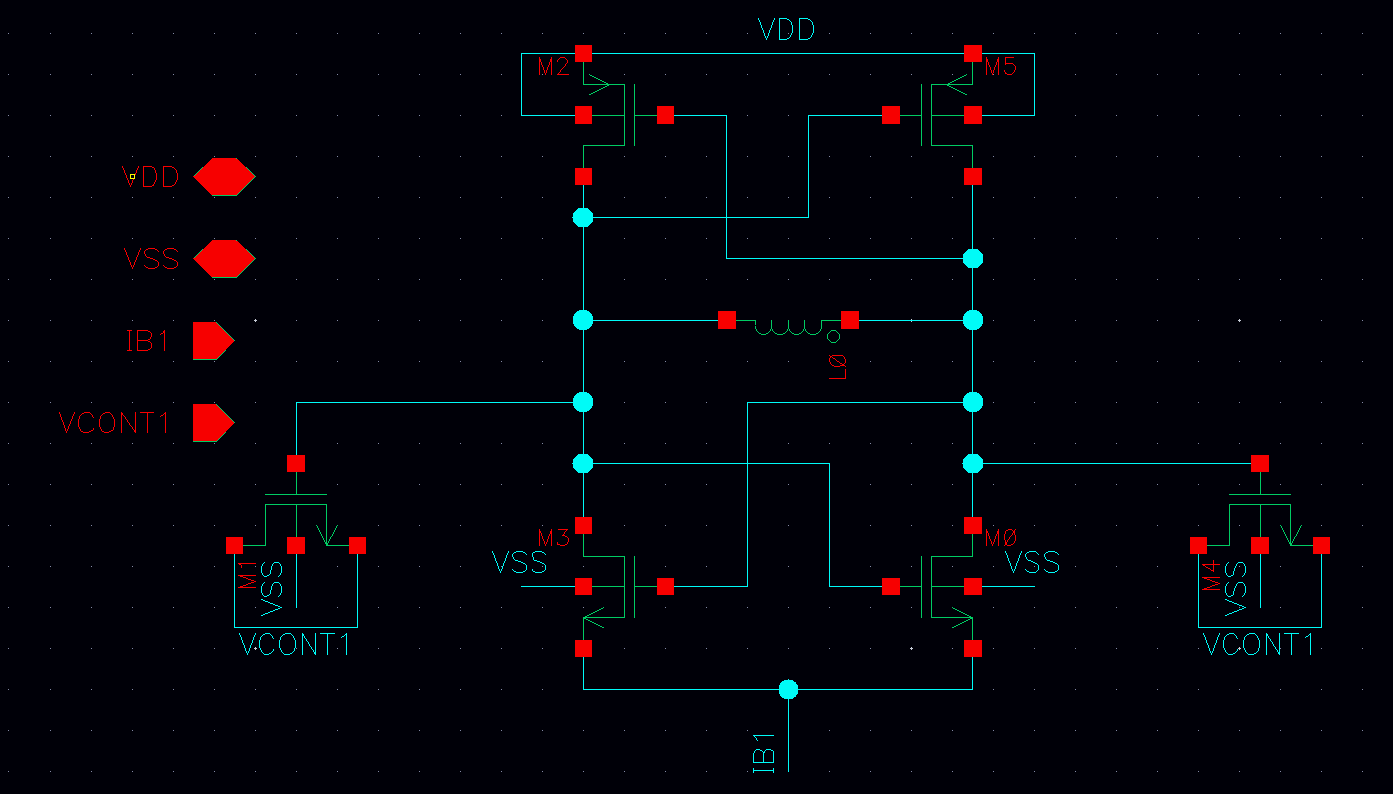 VDD
M2
M5
VDD
VSS
IB1
L0
VCONT1
M3
M0
VSS
VSS
M1
VSS
M4
VSS
VCONT1
VCONT1
IB1